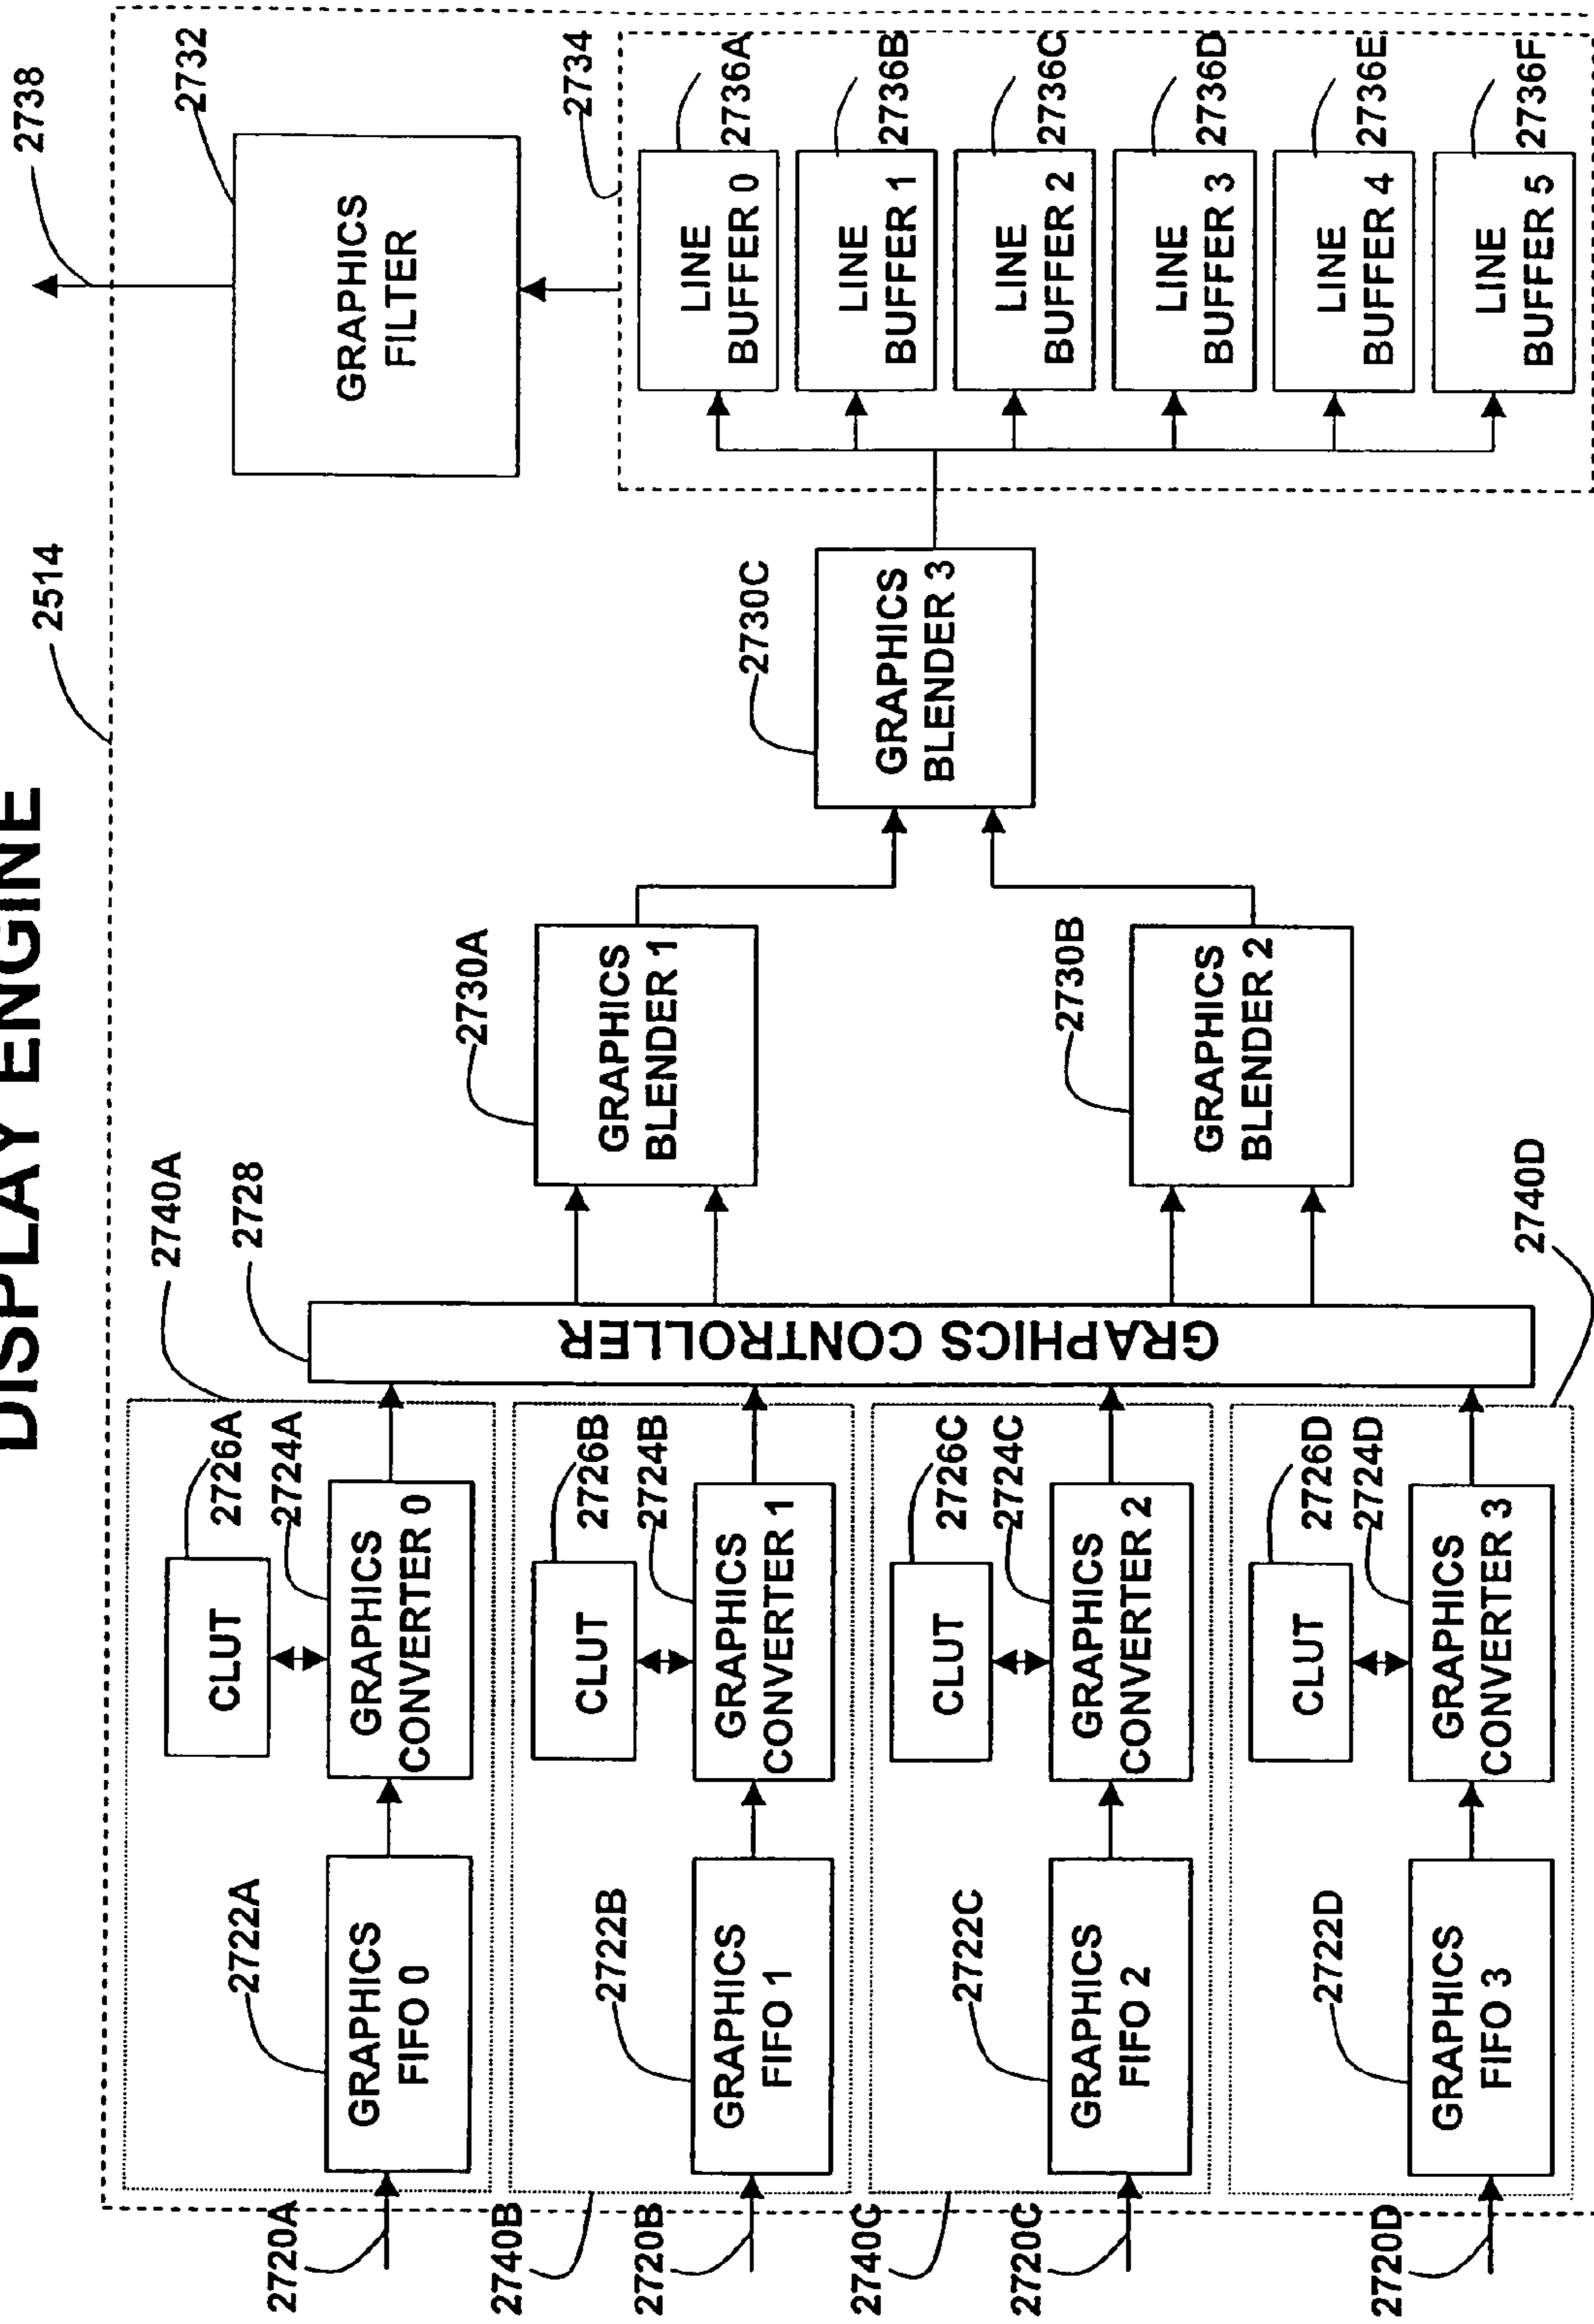 DISPLAY ENGINE
2514
2738
2732
GRAPHICS
FILTER
2734
LINE
BUFFER 0
2736A
LINE
BUFFER 1
2736B
LINE
BUFFER 2
2736C
LINE
BUFFER 3
2736D
LINE
BUFFER 4
2736E
LINE
BUFFER 5
2736F
GRAPHICS
BLENDER 3
2730C
GRAPHICS
BLENDER 1
2730A
GRAPHICS
BLENDER 2
2730B
2740A
2728
GRAPHICS CONTROLLER
2740D
CLUT
2726A
2724A
GRAPHICS
CONVERTER 0
2722A
GRAPHICS
FIFO 0
2720A
2740B
CLUT
2726B
2724B
GRAPHICS
CONVERTER 1
2722B
GRAPHICS
FIFO 1
2720B
2740C
CLUT
2726C
2724C
GRAPHICS
CONVERTER 2
2722C
GRAPHICS
FIFO 2
2720C
CLUT
2726D
2724D
GRAPHICS
CONVERTER 3
2722D
GRAPHICS
FIFO 3
2720D